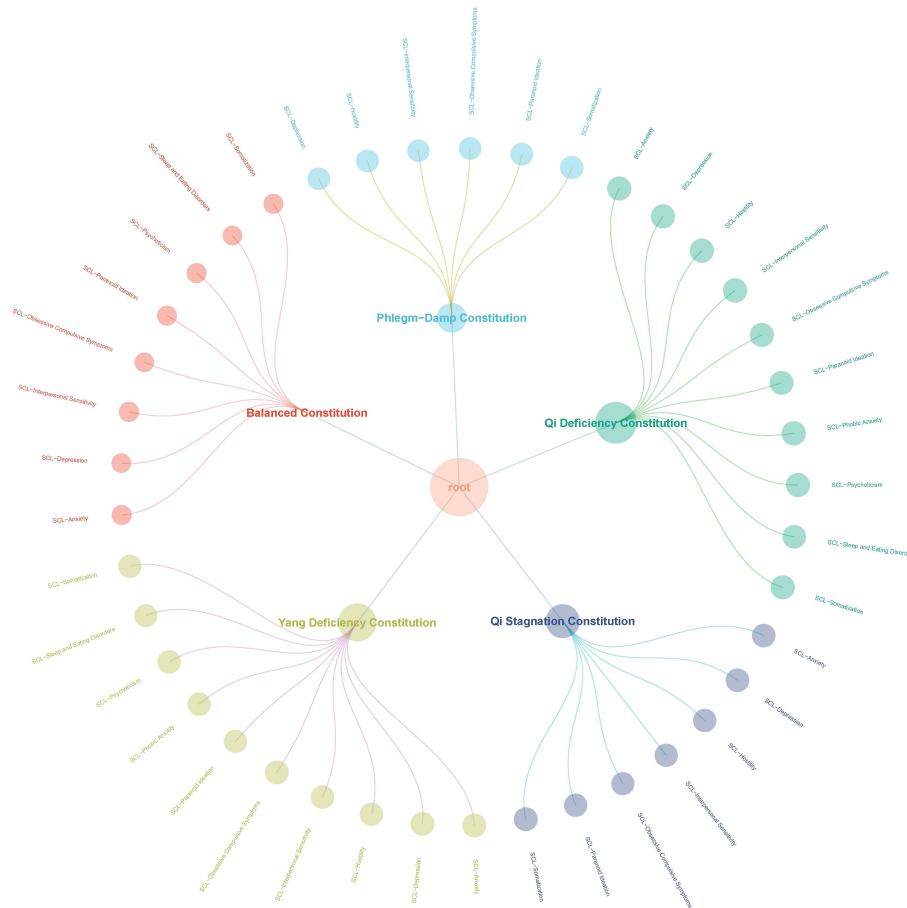 SCL−Depression
SCL−Hostility
SCL−Interpersonal Sensitivity
SCL−Obsessive Compulsive Symptoms
SCL−Paranoid Ideation
SCL−Somatization
Phlegm−Damp Constitution
SCL−Anxiety
SCL−Depression
SCL−Hostility
SCL−Interpersonal Sensitivity
SCL−Obsessive Compulsive Symptoms
SCL−Paranoid Ideation
SCL−Phobic Anxiety
SCL−Psychoticism
SCL−Sleep and Eating Disord
SCL−Somatization
Qi Deficiency Constitution
SCL−Somatization
SCL−Sleep and Eating Disorders
SCL−Psychoticism
SCL−Paranoid Ideation
SCL−Obsessive Compulsive Symptoms
SCL−Interpersonal Sensitivity
SCL−Depression
SCL−Anxiety
Balanced Constitution
root
SCL−Somatization
SCL−Sleep and Eating Disorders
SCL−Psychoticism
SCL−Phobic Anxiety
SCL−Paranoid Ideation
SCL−Obsessive Compulsive Symptoms
SCL−Interpersonal Sensitivity
SCL−Hostility
SCL−Depression
SCL−Anxiety
Yang Deficiency Constitution
Qi Stagnation Constitution
SCL−Anxiety
SCL−Depression
SCL−Hostility
SCL−Interpersonal Sensitivity
SCL−Obsessive Compulsive Symptoms
SCL−Paranoid Ideation
SCL−Somatization